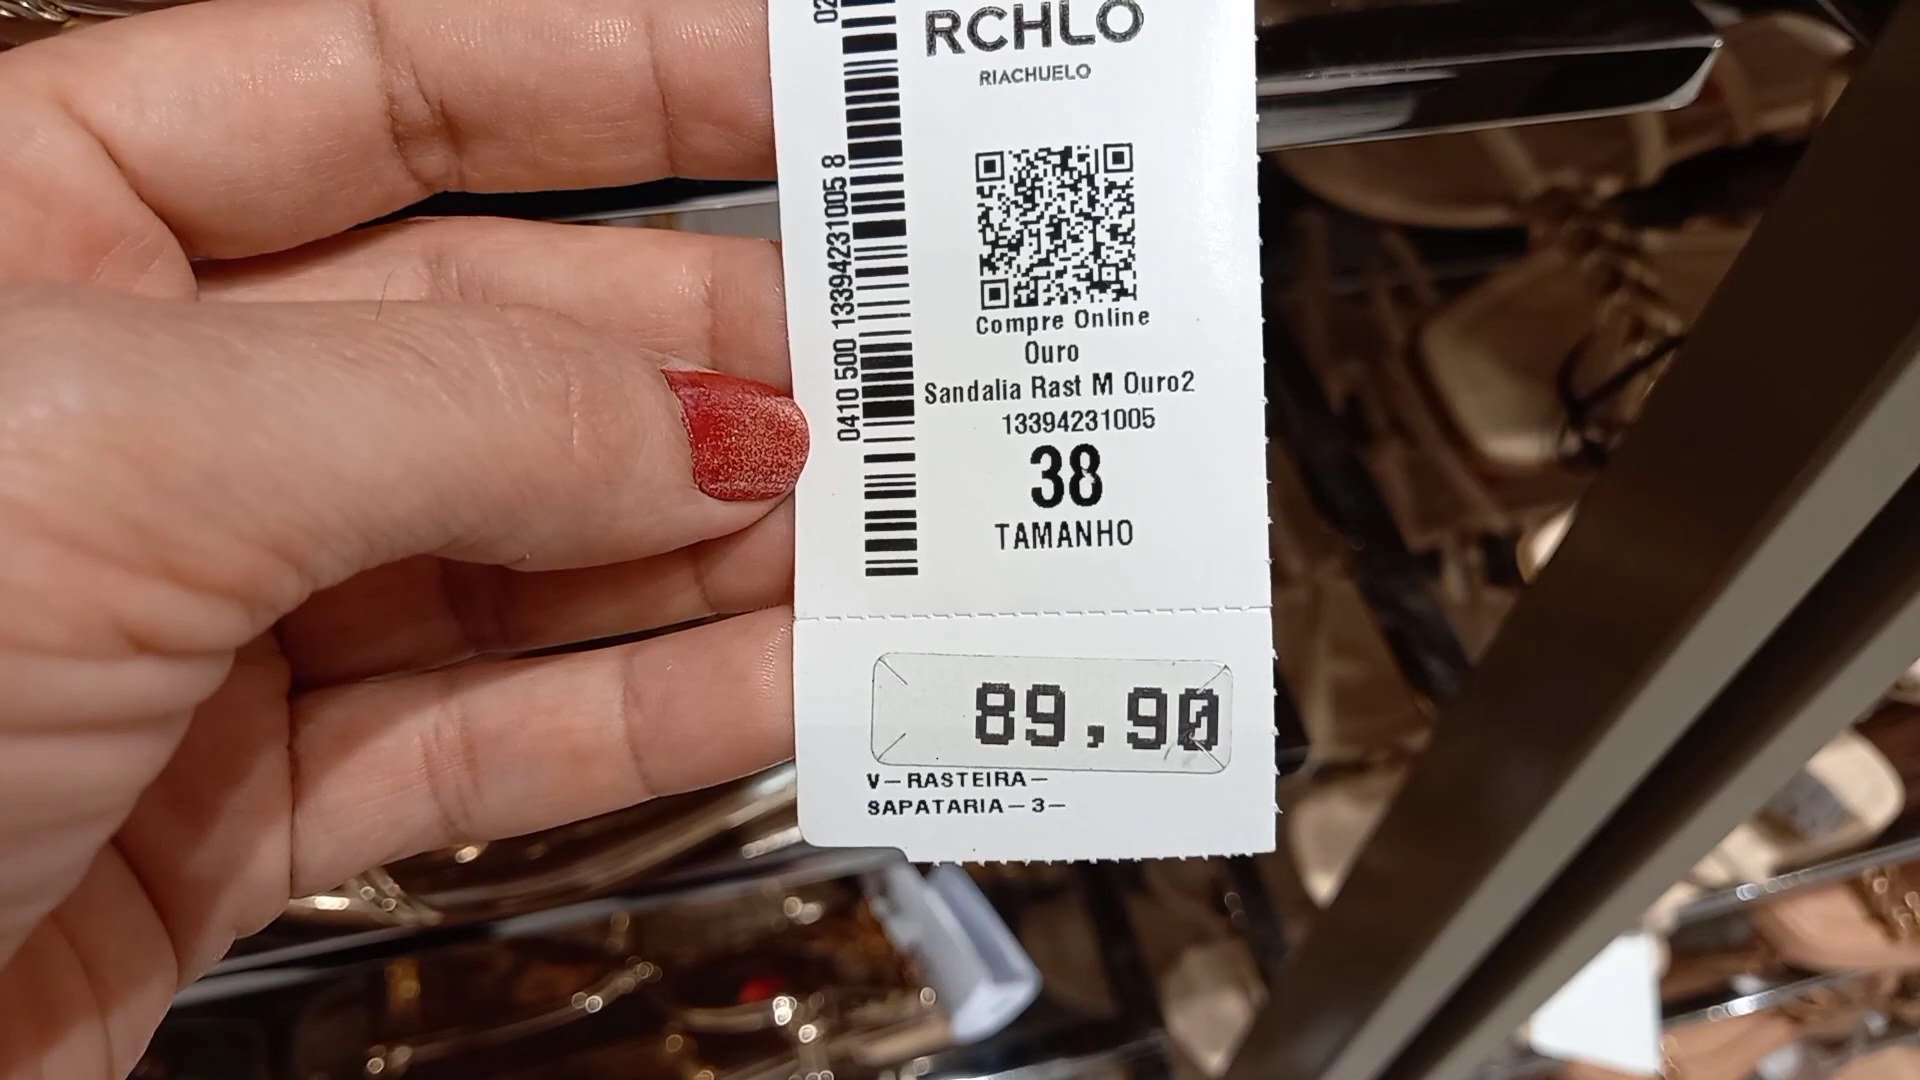 RCHLO
RIACHUELO
0410 500 13394231005 8
Compre Online
Ouro
Sandalia Rast M Ouro2
13394231005
38
TAMANHO
89,90
V-RASTEIRA-
SAPATARIA-3-